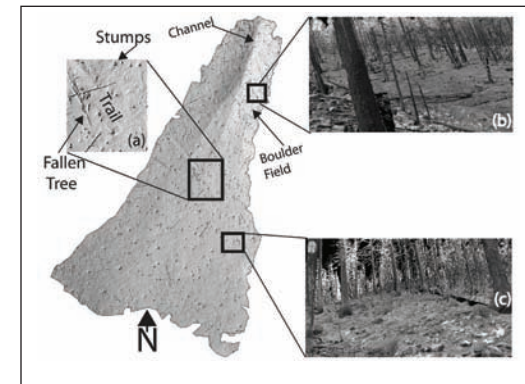 Stumps
Channel
Trail
(a)
Fallen
Tree
(b)
Boulder
Field
(c)
N